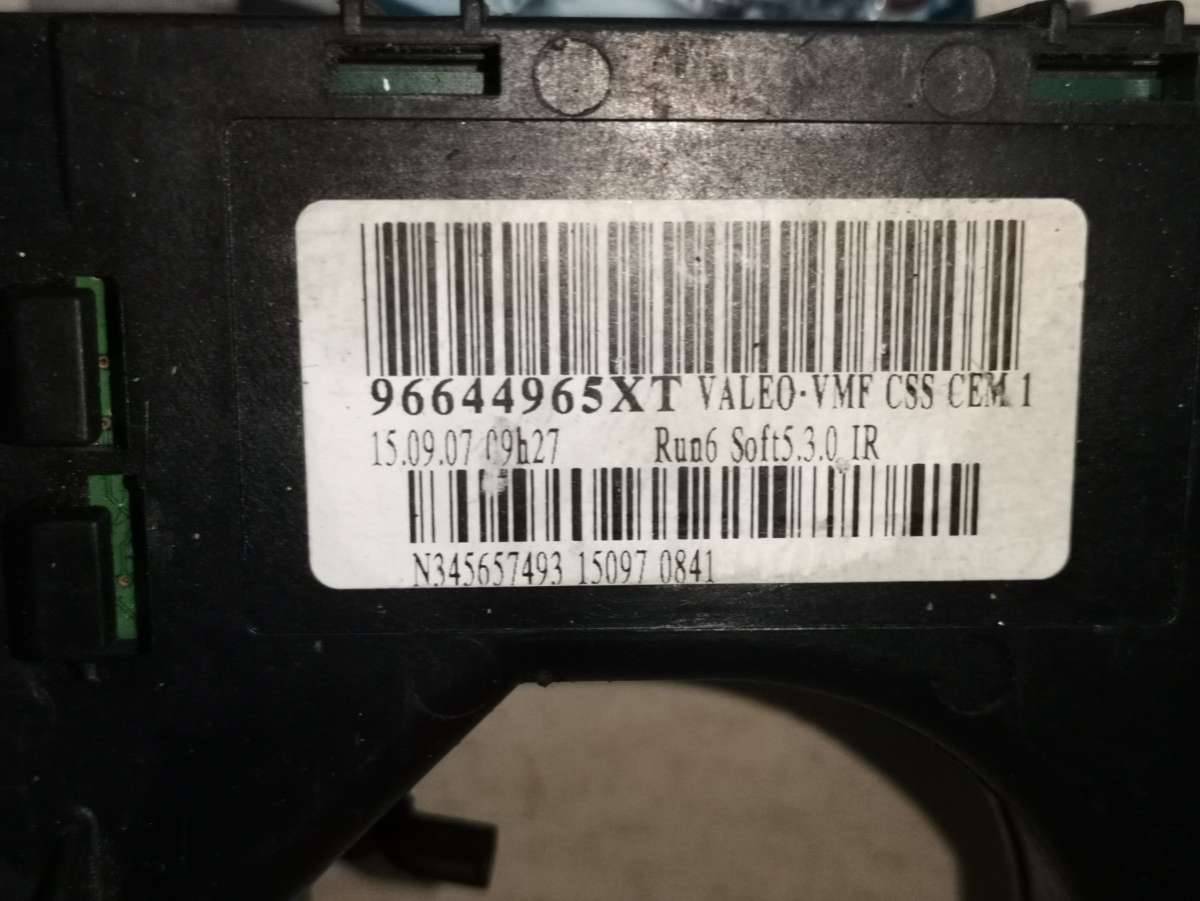 96644965XT VALEO·VMF CSS CEM 1
15.09.07 09h27 Run6 Soft5.3.0 IR
N345657493 15097 0841